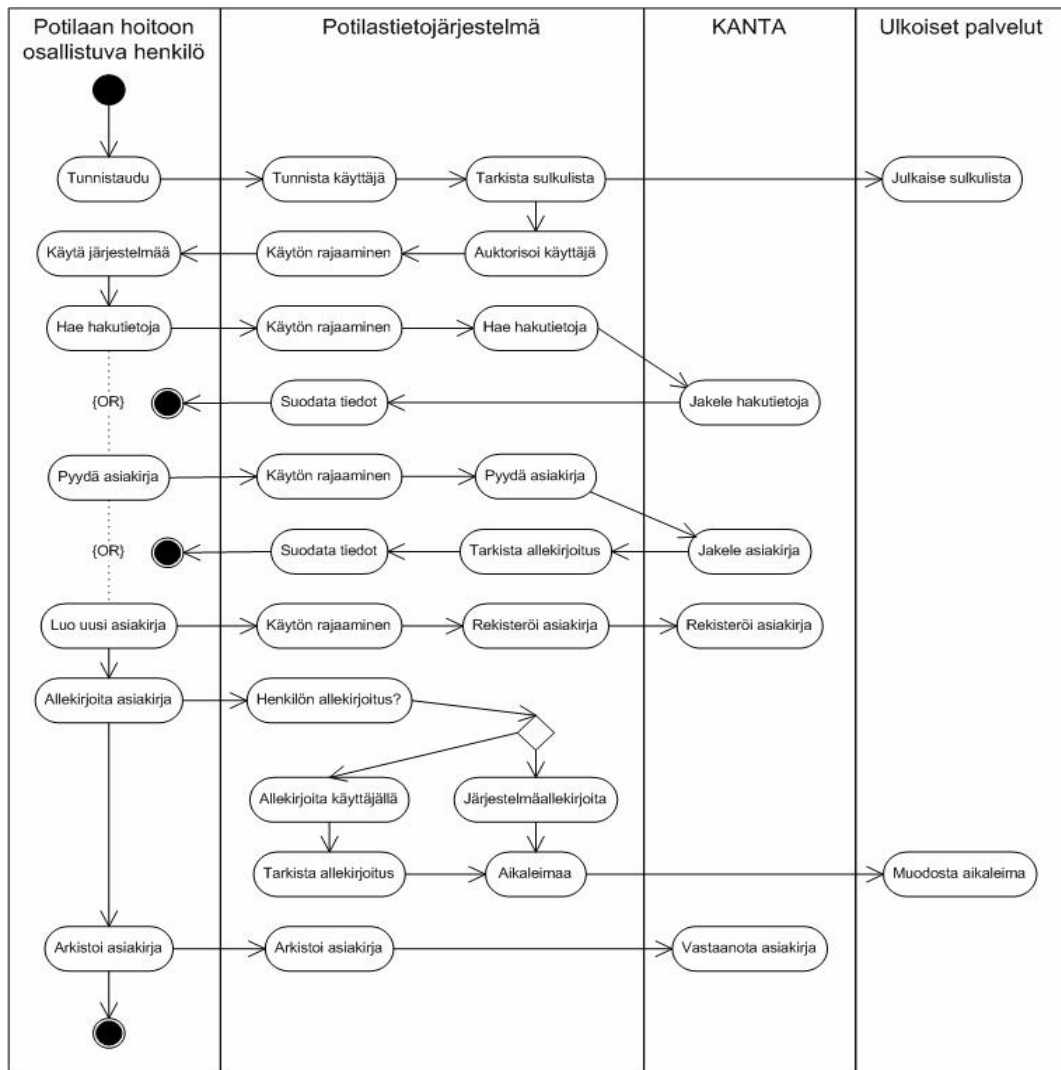 Potilaan hoitoon
osallistuva henkilö
Potilastietojärjestelmä
KANTA
Ulkoiset palvelut
Tunnistaudu
Tunnista käyttäjä
Tarkista sulkulista
Julkaise sulkulista
Käytä järjestelmää
Käytön rajaaminen
Auktorisoi käyttäjä
Hae hakutietoja
Käytön rajaaminen
Hae hakutietoja
{OR}
Suodata tiedot
Jakele hakutietoja
Pyydä asiakirja
Käytön rajaaminen
Pyydä asiakirja
{OR}
Suodata tiedot
Tarkista allekirjoitus
Jakele asiakirja
Luo uusi asiakirja
Käytön rajaaminen
Rekisteröi asiakirja
Rekisteröi asiakirja
Allekirjoita asiakirja
Henkilön allekirjoitus?
Allekirjoita käyttäjällä
Järjestelmäallekirjoita
Tarkista allekirjoitus
Aikaleimaa
Muodosta aikaleima
Arkistoi asiakirja
Arkistoi asiakirja
Vastaanota asiakirja